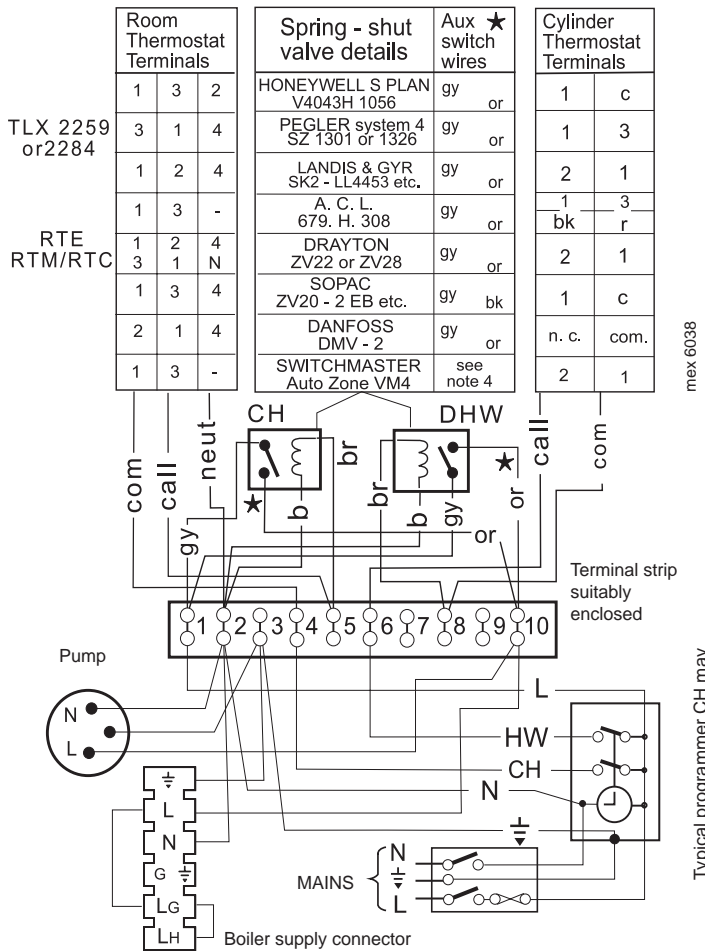 Room
Thermostat
Terminals
Spring - shut
valve details
Aux ★
switch
wires
Cylinder
Thermostat
Terminals
1 3 2 HONEYWELL S PLAN
V4043H 1056 gy or 1 c
TLX 2259
or2284
3 1 4 PEGLER system 4
SZ 1301 or 1326 gy or 1 3
1 2 4 LANDIS & GYR
SK2 - LL4453 etc. gy or 2 1
1 3 - A. C. L.
679. H. 308 gy or 1 3
bk r
RTE
RTM/RTC
1 2 4
3 1 N
DRAYTON
ZV22 or ZV28 gy or 2 1
1 3 4 SOPAC
ZV20 - 2 EB etc. gy bk 1 c
2 1 4 DANFOSS
DMV - 2 gy or n. c. com.
1 3 - SWITCHMASTER
Auto Zone VM4 see
note 4 2 1
mex 6038
CH
DHW
com
call
neut
gy
★
b
br
br
b
gy
★
or
or
call
com
Terminal strip
suitably
enclosed
1 2 3 4 5 6 7 8 9 10
Pump
N
L
L
HW
CH
N
Typical programmer CH may
L
N
G
LG
LH
MAINS
N
L
Boiler supply connector